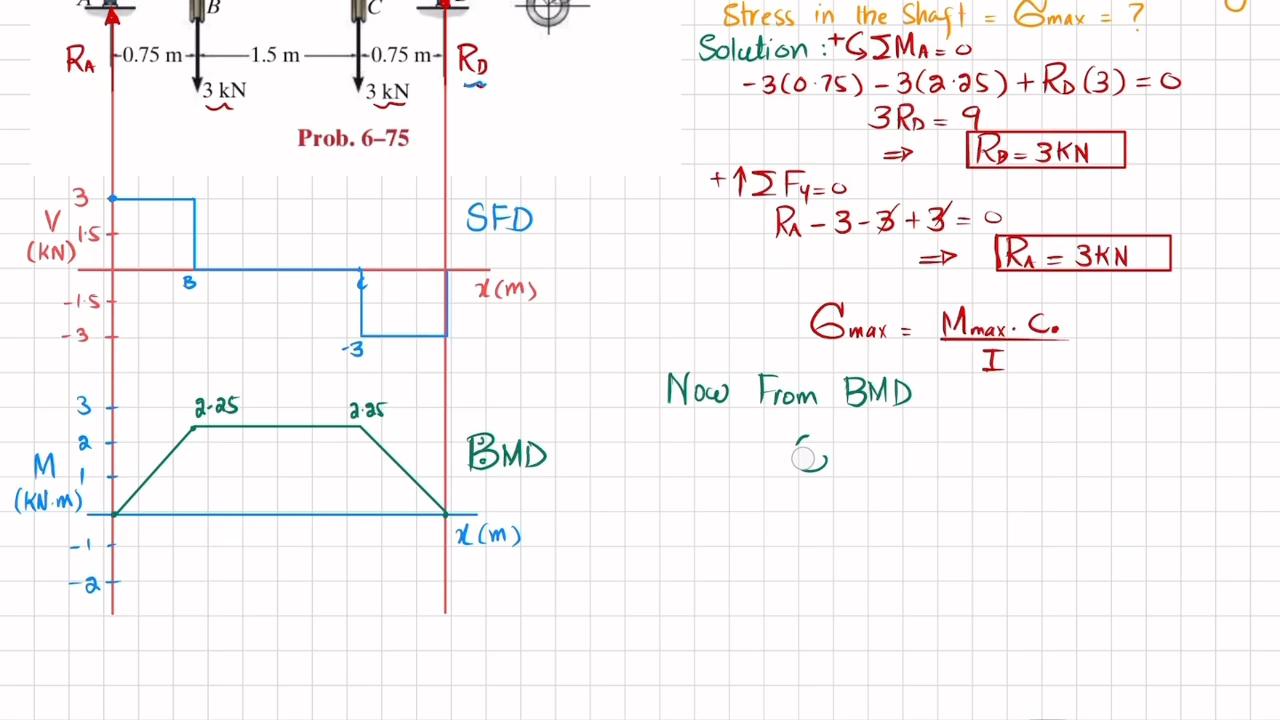 B
C
RA
0.75 m
1.5 m
0.75 m
RD
3 kN
3 kN
Prob. 6–75
3
V
(KN)
1.5
-1.5
-3
B
C
-3
x(m)
SFD
3
2
1
M
(KN.m)
-1
-2
2.25
2.25
BMD
x(m)
Stress in the Shaft = σmax = ?
Solution : +↺ ΣMA = 0
-3(0.75) - 3(2.25) + RD(3) = 0
3RD = 9
⇒ RD = 3KN
+↑ΣFy = 0
RA - 3 - 3 + 3 = 0
⇒ RA = 3KN
σmax = Mmax . C.
I
Now From BMD